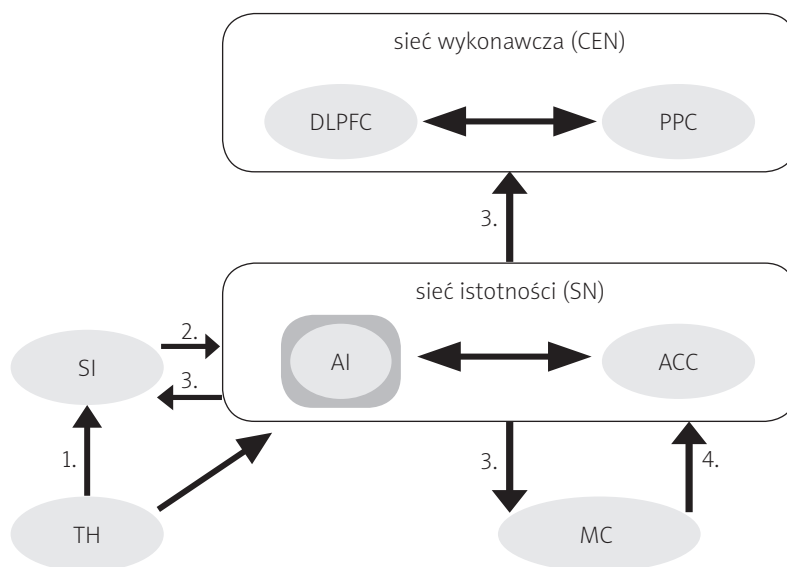 sieć wykonawcza (CEN)
DLPFC
PPC
3.
sieć istotności (SN)
2.
AI
ACC
SI
3.
1.
3.
4.
TH
MC